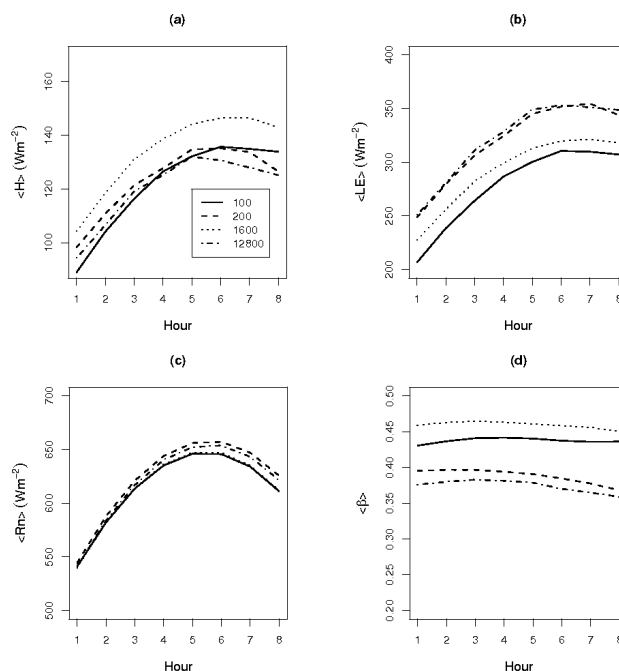 (a)
<H> (Wm−2)
160
140
120
100
100
200
1600
12800
1 2 3 4 5 6 7 8
Hour
(b)
<LE> (Wm−2)
400
350
300
250
200
1 2 3 4 5 6 7 8
Hour
(c)
<Rn> (Wm−2)
700
650
600
550
500
1 2 3 4 5 6 7 8
Hour
(d)
<β>
0.50
0.45
0.40
0.35
0.30
0.25
0.20
1 2 3 4 5 6 7 8
Hour